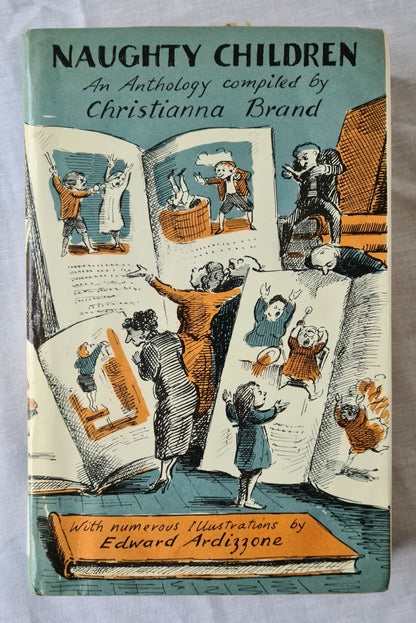 NAUGHTY CHILDREN
An Anthology compiled by
Christianna Brand
With numerous Illustrations by
Edward Ardizzone